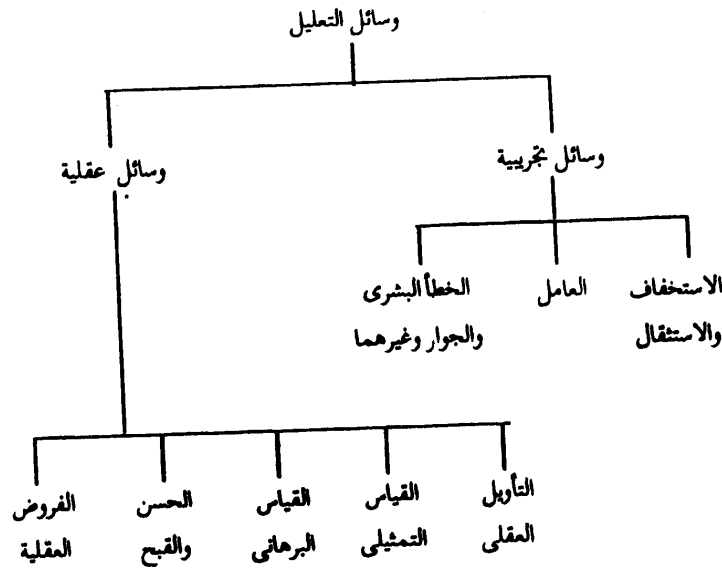 وسائل التعليل
وسائل تجريبية
وسائل عقلية
الاستخفاف
والاستثقال
العامل
الخطأ البشرى
والجوار وغيرهما
التأويل
العقلى
القياس
التمثيلى
القياس
البرهانى
الحسن
والقبح
الفروض
العقلية